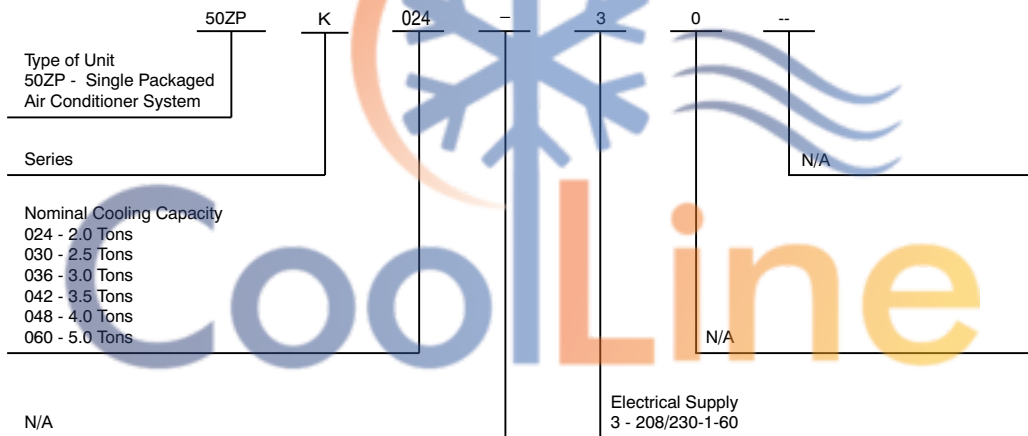 50ZP K 024 – 3 0 --
Type of Unit
50ZP - Single Packaged
Air Conditioner System
Series
N/A
Nominal Cooling Capacity
024 - 2.0 Tons
030 - 2.5 Tons
036 - 3.0 Tons
042 - 3.5 Tons
048 - 4.0 Tons
060 - 5.0 Tons
N/A
N/A
Electrical Supply
3 - 208/230-1-60
CoolLine